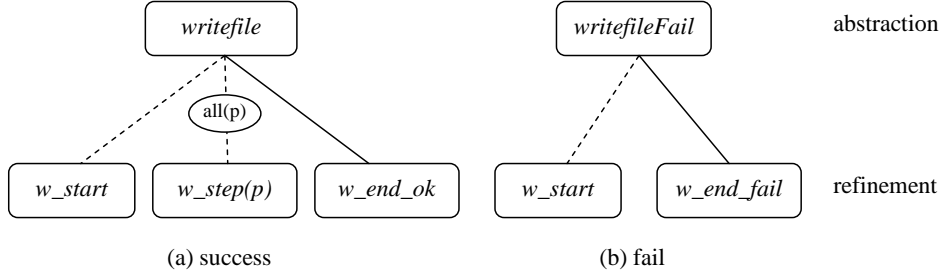 writefile writefileFail abstraction
all(p)
w_start w_step(p) w_end_ok w_start w_end_fail refinement
(a) success (b) fail